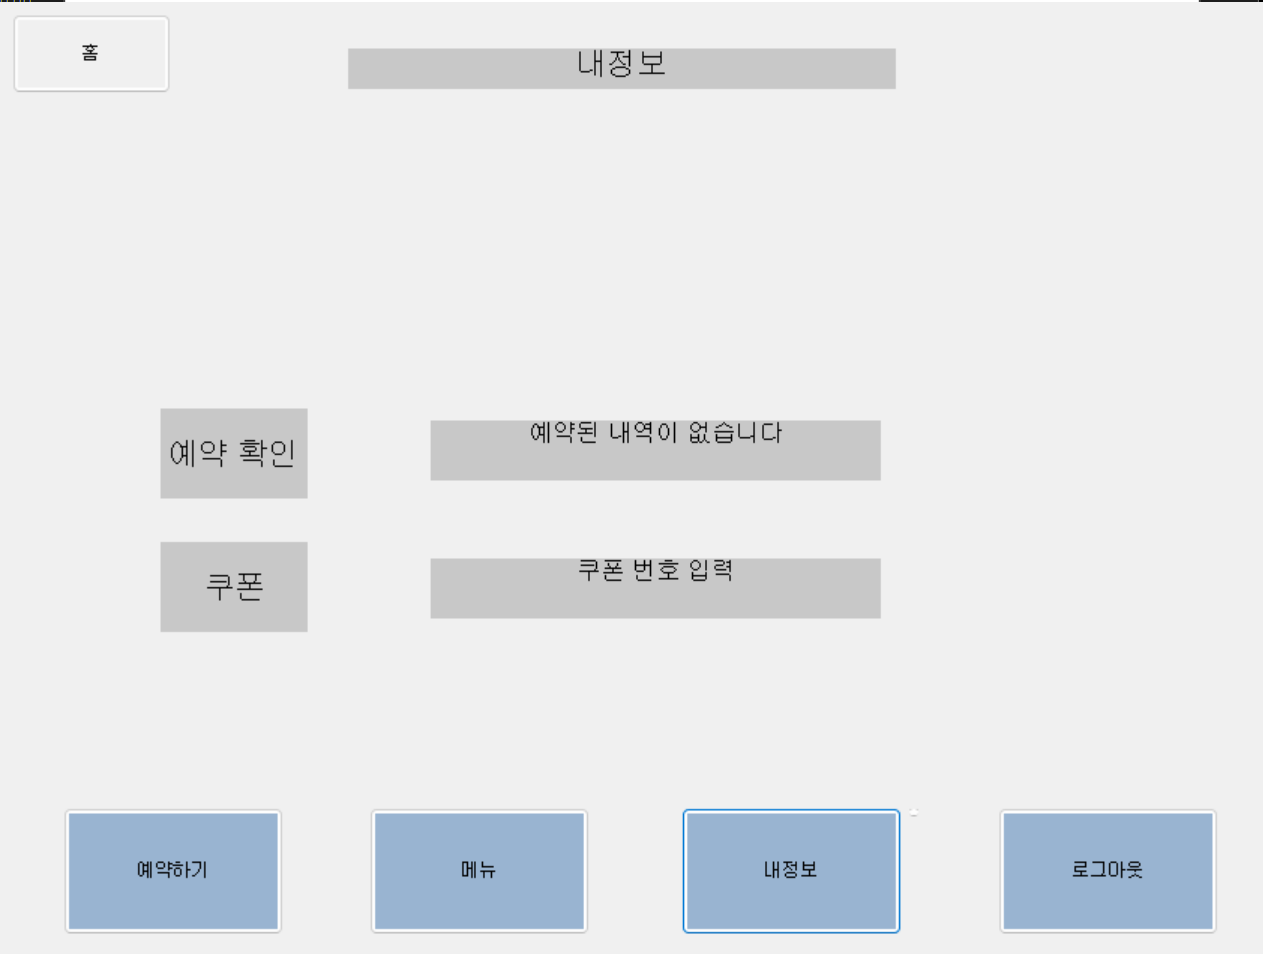 홈
내정보
예약 확인
예약된 내역이 없습니다
쿠폰
쿠폰 번호 입력
예약하기
메뉴
내정보
로그아웃